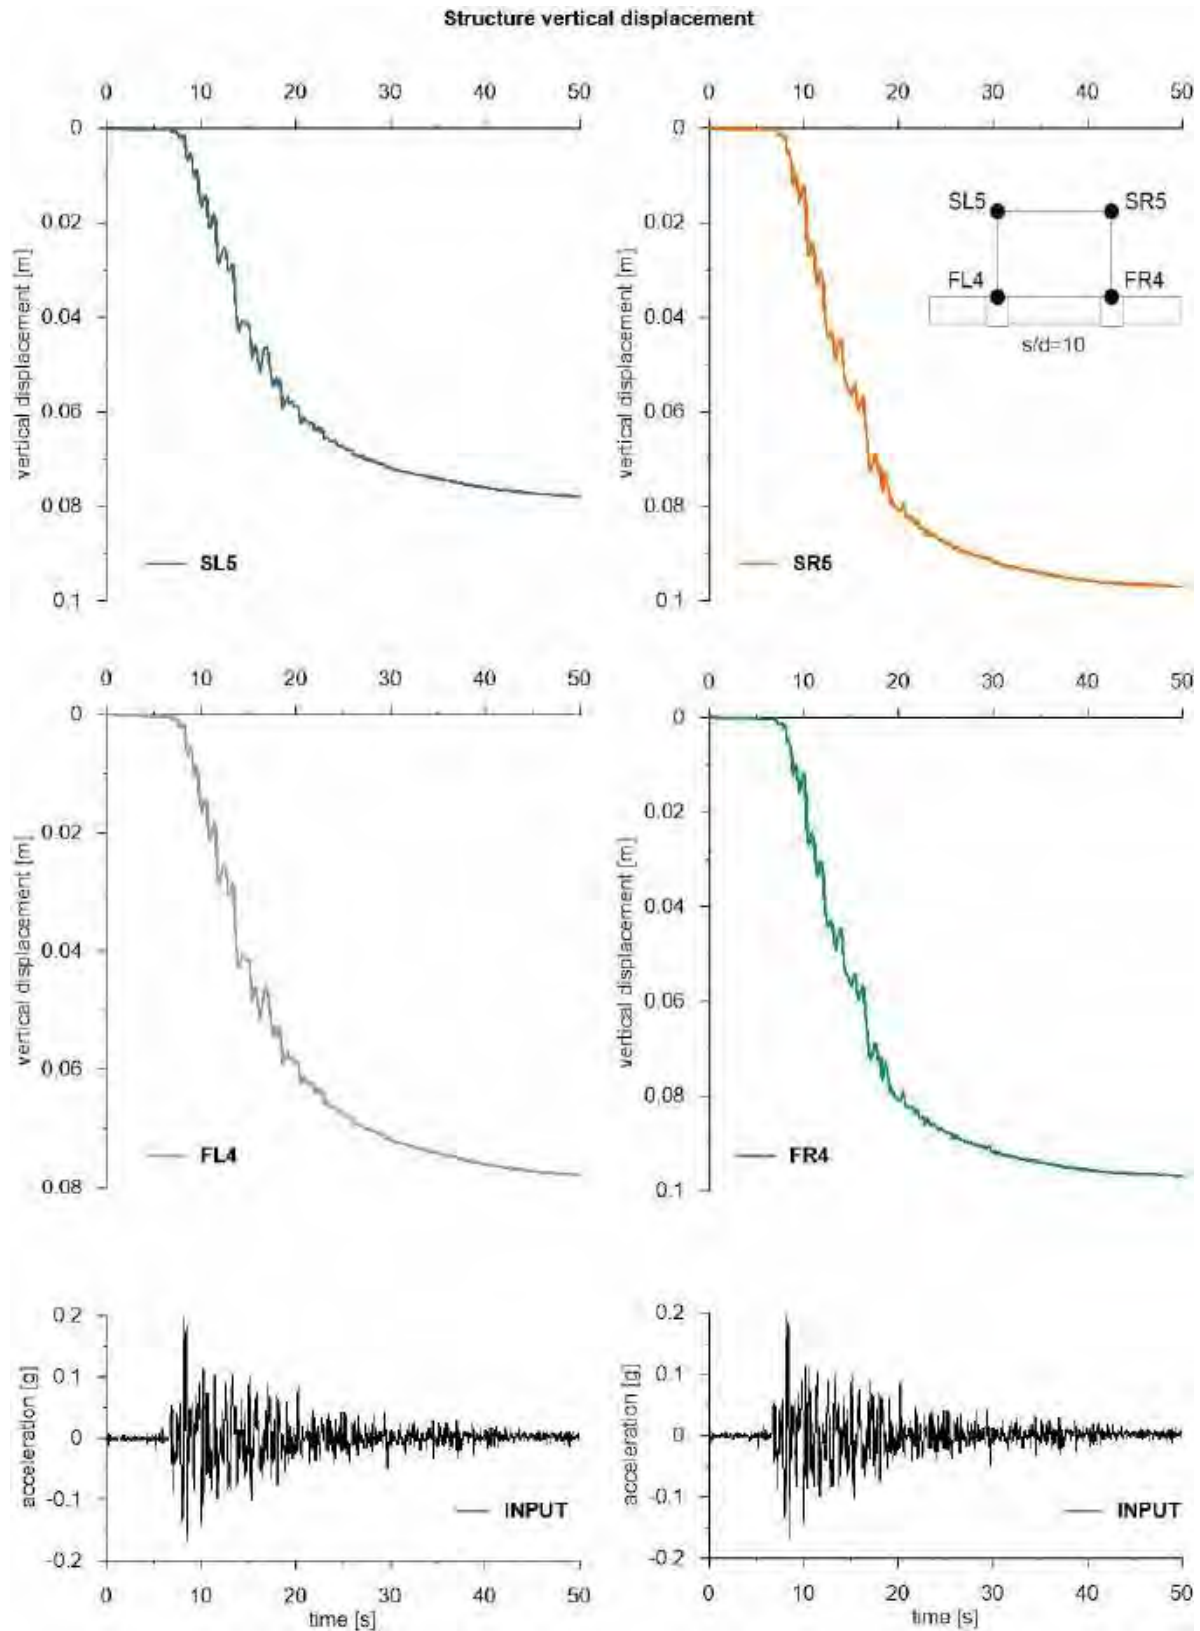 Structure vertical displacement
0 10 20 30 40 50
0
0.02
0.04
0.06
0.08
0.1
vertical displacement [m]
SL5
0 10 20 30 40 50
0
0.02
0.04
0.06
0.08
0.1
vertical displacement [m]
SL5 SR5
FL4 FR4
s/d=10
SR5
0 10 20 30 40 50
0
0.02
0.04
0.06
0.08
vertical displacement [m]
FL4
0 10 20 30 40 50
0
0.02
0.04
0.06
0.08
0.1
vertical displacement [m]
FR4
0.2
0.1
0
-0.1
-0.2
acceleration [g]
INPUT
0 10 20 30 40 50
time [s]
0.2
0.1
0
-0.1
-0.2
acceleration [g]
INPUT
0 10 20 30 40 50
time [s]